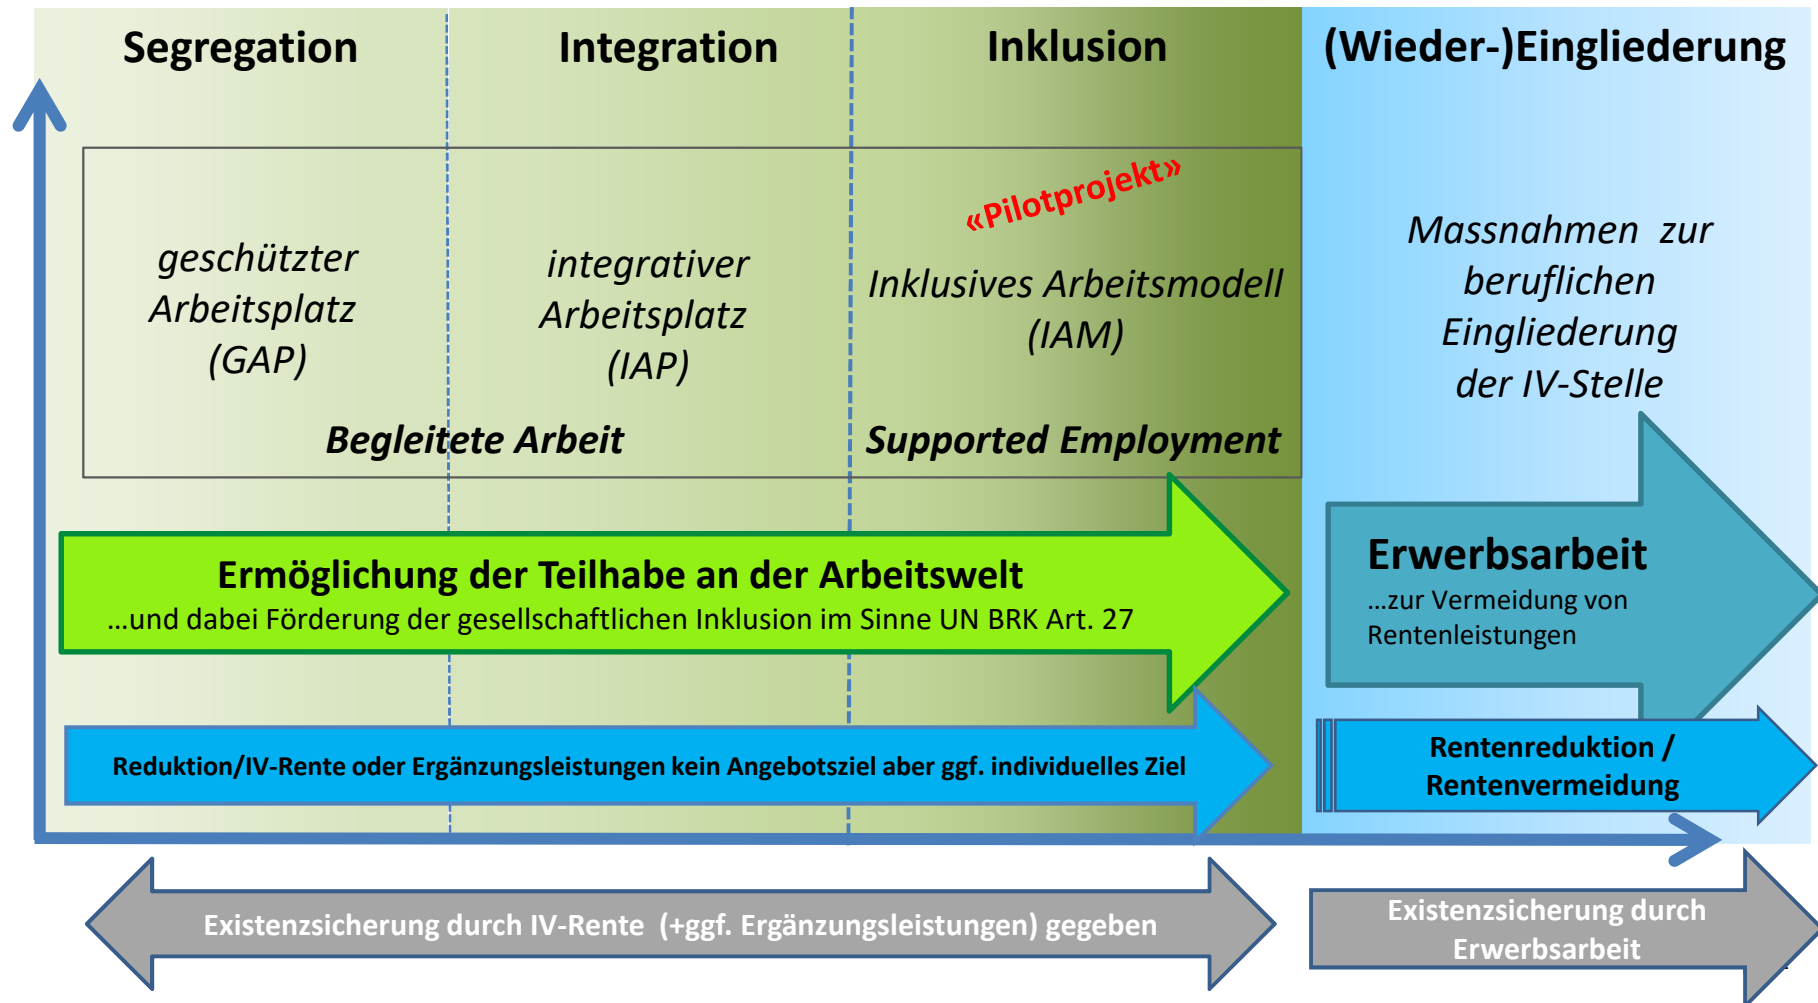 Segregation
Integration
Inklusion
(Wieder-)Eingliederung
«Pilotprojekt»
geschützter
Arbeitsplatz
(GAP)
integrativer
Arbeitsplatz
(IAP)
Inklusives Arbeitsmodell
(IAM)
Massnahmen zur
beruflichen
Eingliederung
der IV-Stelle
Begleitete Arbeit
Supported Employment
Ermöglichung der Teilhabe an der Arbeitswelt
...und dabei Förderung der gesellschaftlichen Inklusion im Sinne UN BRK Art. 27
Erwerbsarbeit
...zur Vermeidung von
Rentenleistungen
Reduktion/IV-Rente oder Ergänzungsleistungen kein Angebotsziel aber ggf. individuelles Ziel
Rentenreduktion /
Rentenvermeidung
Existenzsicherung durch IV-Rente (+ggf. Ergänzungsleistungen) gegeben
Existenzsicherung durch
Erwerbsarbeit